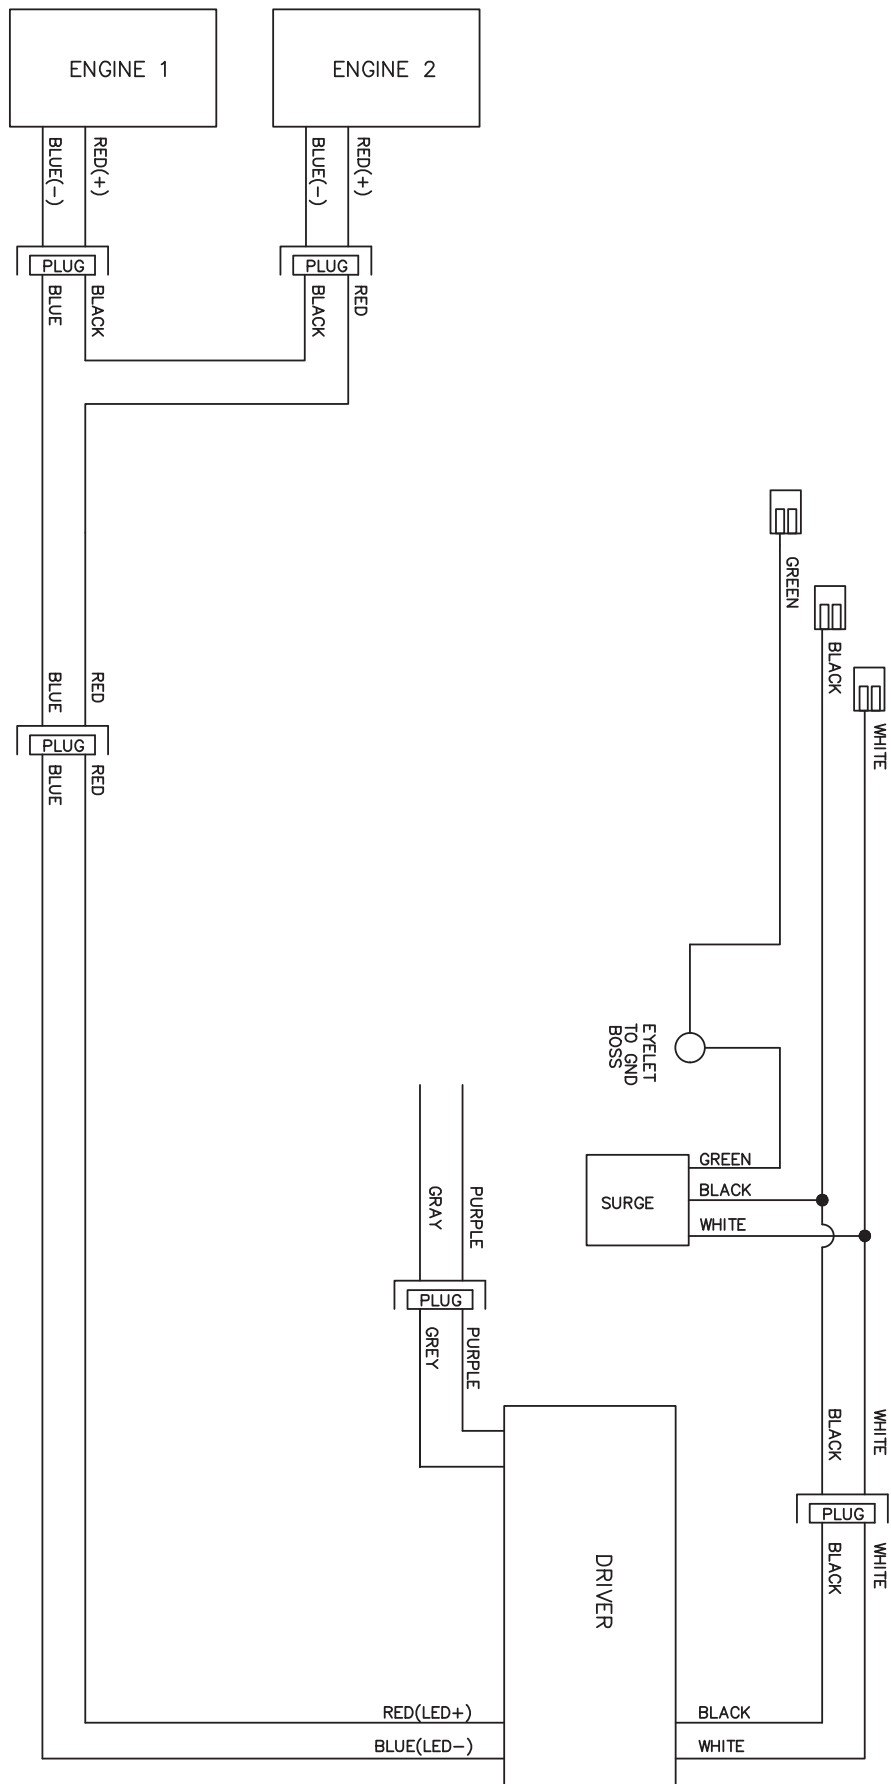 ENGINE 1
ENGINE 2
BLUE(-)
RED(+)
BLUE(-)
RED(+)
PLUG
PLUG
BLUE
BLACK
BLACK
RED
GREEN
BLACK
BLUE
RED
WHITE
PLUG
BLUE
RED
EYELET
TO GND
BOSS
GREEN
BLACK
WHITE
SURGE
GRAY
PURPLE
PLUG
GREY
PURPLE
BLACK
WHITE
PLUG
BLACK
WHITE
DRIVER
RED(LED+)
BLACK
BLUE(LED-)
WHITE